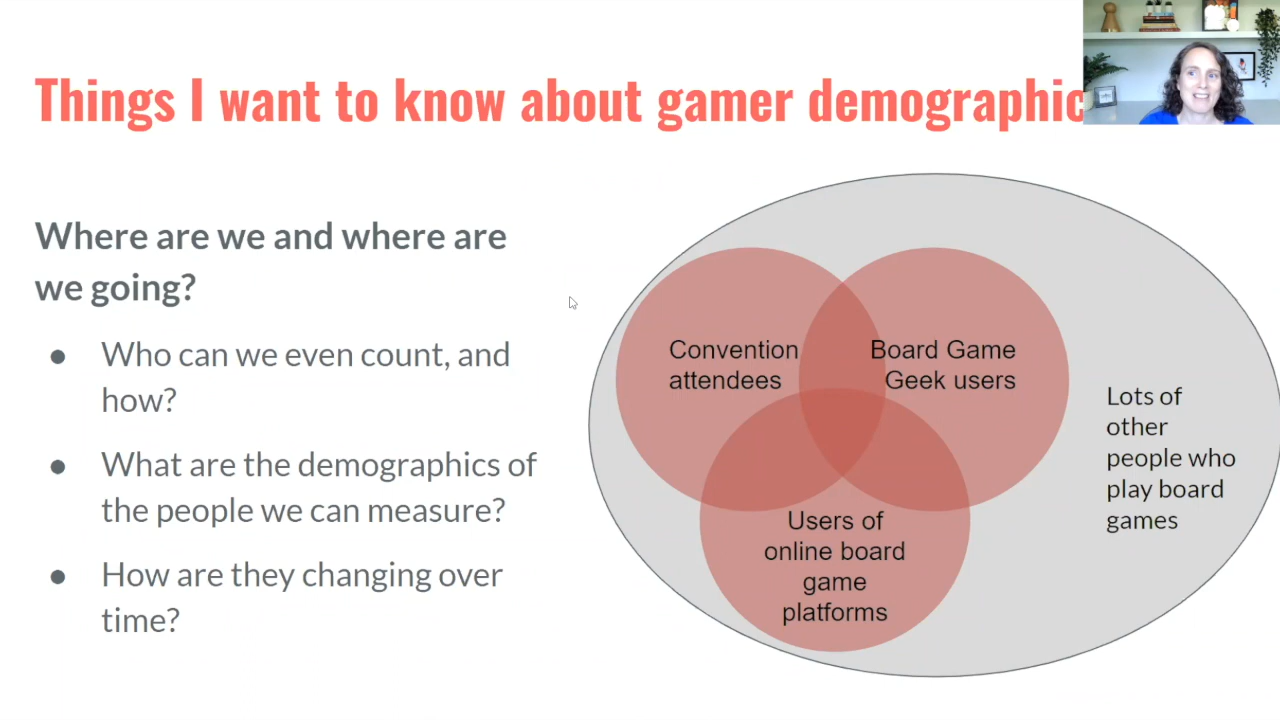 Things I want to know about gamer demographic
Where are we and where are
we going?
● Who can we even count, and
how?
● What are the demographics of
the people we can measure?
● How are they changing over
time?
Convention
attendees
Board Game
Geek users
Users of
online board
game
platforms
Lots of
other
people who
play board
games